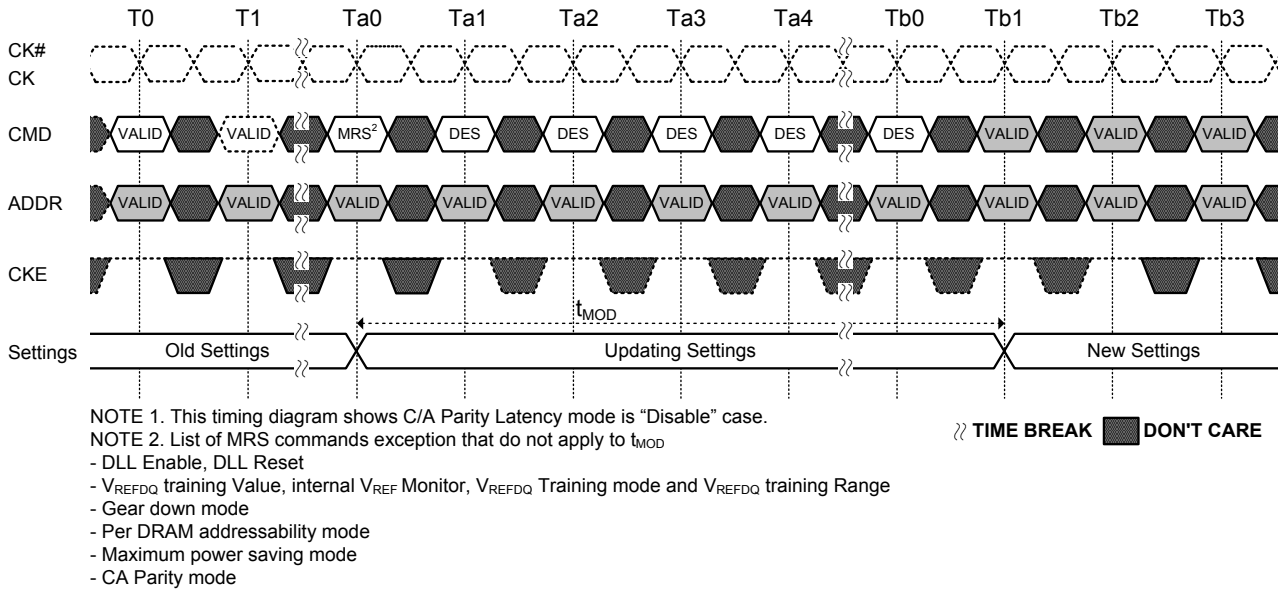 T0 T1 Ta0 Ta1 Ta2 Ta3 Ta4 Tb0 Tb1 Tb2 Tb3
CK#
CK
CMD VALID VALID MRS² DES DES DES DES DES VALID VALID VALID
ADDR VALID VALID VALID VALID VALID VALID VALID VALID VALID VALID VALID
CKE
tMOD
Settings Old Settings Updating Settings New Settings
NOTE 1. This timing diagram shows C/A Parity Latency mode is “Disable” case.
NOTE 2. List of MRS commands exception that do not apply to tMOD
TIME BREAK DON'T CARE
- DLL Enable, DLL Reset
- VREFDQ training Value, internal VREF Monitor, VREFDQ Training mode and VREFDQ training Range
- Gear down mode
- Per DRAM addressability mode
- Maximum power saving mode
- CA Parity mode